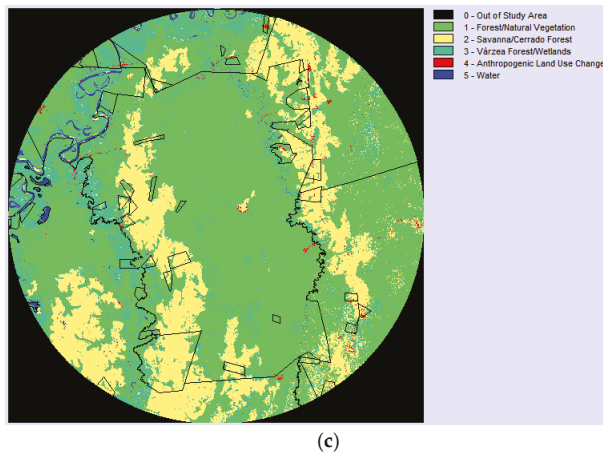 0 - Out of Study Area
1 - Forest/Natural Vegetation
2 - Savanna/Cerrado Forest
3 - Várzea Forest/Wetlands
4 - Anthropogenic Land Use Change
5 - Water
(c)